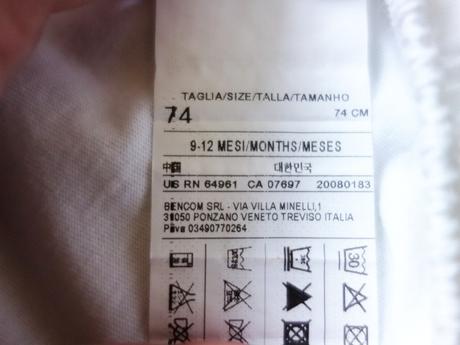 TAGLIA/SIZE/TALLA/TAMANHO
74 74 CM
9-12 MESI/MONTHS/MESES
中国 대한민국
US RN 64961 CA 07697 20080183
BENCOM SRL - VIA VILLA MINELLI,1
31050 PONZANO VENETO TREVISO ITALIA
P.iva 03490770264
30